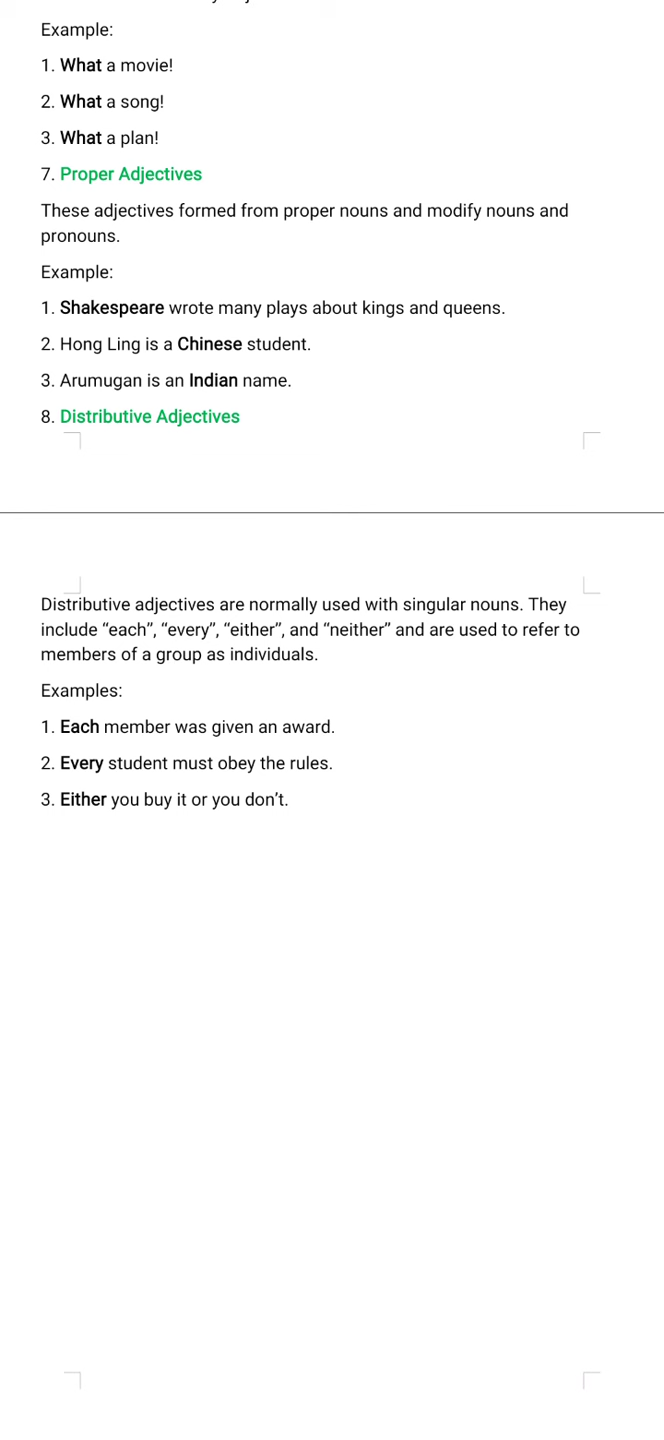 Example:
1. What a movie!
2. What a song!
3. What a plan!
7. Proper Adjectives
These adjectives formed from proper nouns and modify nouns and
pronouns.
Example:
1. Shakespeare wrote many plays about kings and queens.
2. Hong Ling is a Chinese student.
3. Arumugan is an Indian name.
8. Distributive Adjectives
Distributive adjectives are normally used with singular nouns. They
include “each”, “every”, “either”, and “neither” and are used to refer to
members of a group as individuals.
Examples:
1. Each member was given an award.
2. Every student must obey the rules.
3. Either you buy it or you don’t.